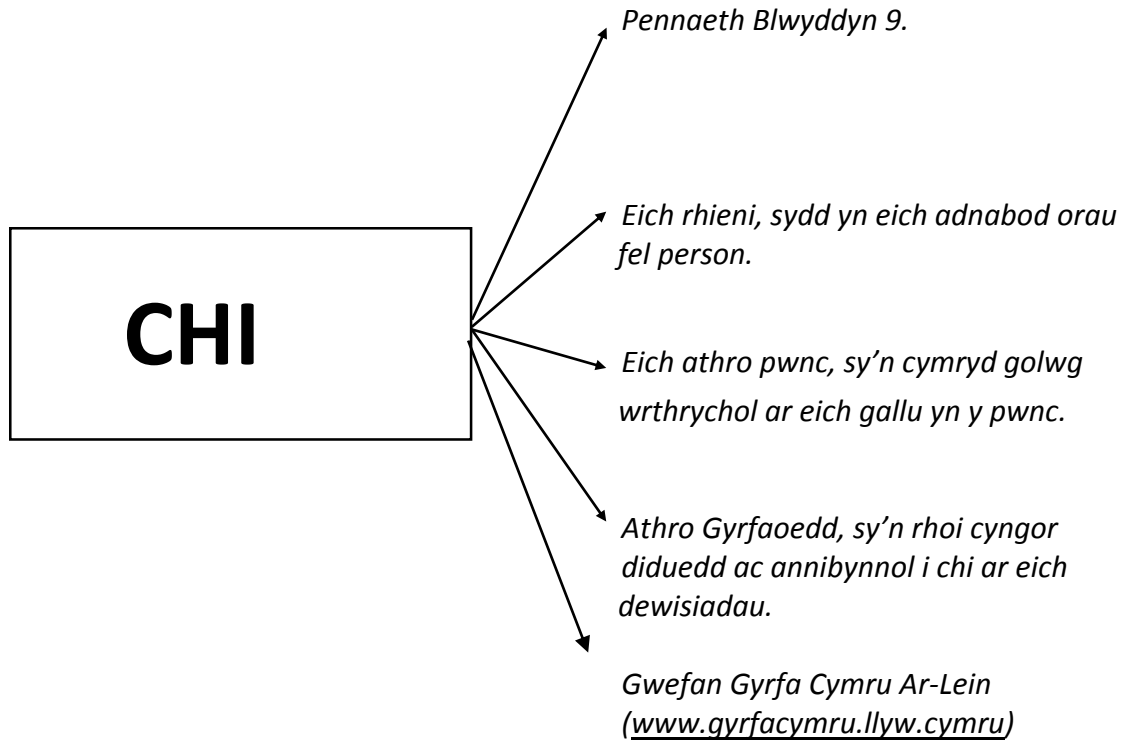 Pennaeth Blwyddyn 9.
Eich rhieni, sydd yn eich adnabod orau
fel person.
CHI
Eich athro pwnc, sy’n cymryd golwg
wrthrychol ar eich gallu yn y pwnc.
Athro Gyrfaoedd, sy’n rhoi cyngor
diduedd ac annibynnol i chi ar eich
dewisiadau.
Gwefan Gyrfa Cymru Ar-Lein
(www.gyrfacymru.llyw.cymru)